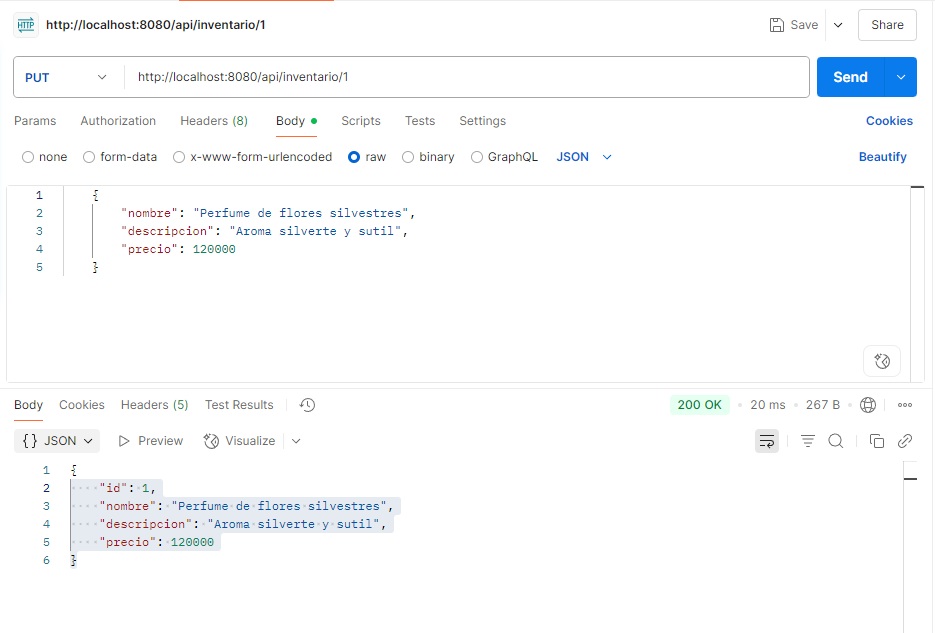 HTTP http://localhost:8080/api/inventario/1 Save Share
PUT http://localhost:8080/api/inventario/1 Send
Params Authorization Headers (8) Body Scripts Tests Settings Cookies
none form-data x-www-form-urlencoded raw binary GraphQL JSON Beautify
1 {
2 "nombre": "Perfume de flores silvestres",
3 "descripcion": "Aroma silverte y sutil",
4 "precio": 120000
5 }
Body Cookies Headers (5) Test Results 200 OK • 20 ms • 267 B •
{} JSON Preview Visualize
1 {
2 "id": 1,
3 "nombre": "Perfume de flores silvestres",
4 "descripcion": "Aroma silverte y sutil",
5 "precio": 120000
6 }